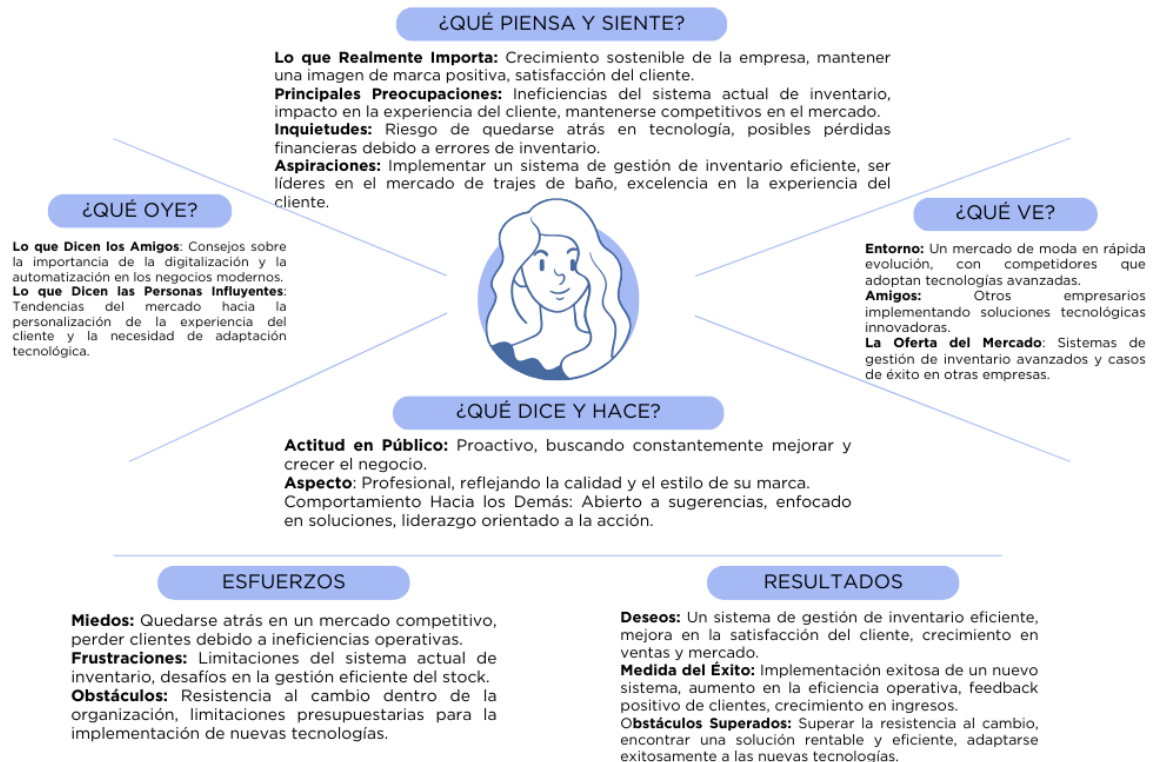 ¿QUÉ PIENSA Y SIENTE?
Lo que Realmente Importa: Crecimiento sostenible de la empresa, mantener
una imagen de marca positiva, satisfacción del cliente.
Principales Preocupaciones: Ineficiencias del sistema actual de inventario,
impacto en la experiencia del cliente, mantenerse competitivos en el mercado.
Inquietudes: Riesgo de quedarse atrás en tecnología, posibles pérdidas
financieras debido a errores de inventario.
Aspiraciones: Implementar un sistema de gestión de inventario eficiente, ser
líderes en el mercado de trajes de baño, excelencia en la experiencia del
cliente.
¿QUÉ OYE?
Lo que Dicen los Amigos: Consejos sobre
la importancia de la digitalización y la
automatización en los negocios modernos.
Lo que Dicen las Personas Influyentes:
Tendencias del mercado hacia la
personalización de la experiencia del
cliente y la necesidad de adaptación
tecnológica.
¿QUÉ VE?
Entorno: Un mercado de moda en rápida
evolución, con competidores que
adoptan tecnologías avanzadas.
Amigos: Otros empresarios
implementando soluciones tecnológicas
innovadoras.
La Oferta del Mercado: Sistemas de
gestión de inventario avanzados y casos
de éxito en otras empresas.
¿QUÉ DICE Y HACE?
Actitud en Público: Proactivo, buscando constantemente mejorar y
crecer el negocio.
Aspecto: Profesional, reflejando la calidad y el estilo de su marca.
Comportamiento Hacia los Demás: Abierto a sugerencias, enfocado
en soluciones, liderazgo orientado a la acción.
ESFUERZOS
Miedos: Quedarse atrás en un mercado competitivo,
perder clientes debido a ineficiencias operativas.
Frustraciones: Limitaciones del sistema actual de
inventario, desafíos en la gestión eficiente del stock.
Obstáculos: Resistencia al cambio dentro de la
organización, limitaciones presupuestarias para la
implementación de nuevas tecnologías.
RESULTADOS
Deseos: Un sistema de gestión de inventario eficiente,
mejora en la satisfacción del cliente, crecimiento en
ventas y mercado.
Medida del Éxito: Implementación exitosa de un nuevo
sistema, aumento en la eficiencia operativa, feedback
positivo de clientes, crecimiento en ingresos.
Obstáculos Superados: Superar la resistencia al cambio,
encontrar una solución rentable y eficiente, adaptarse
exitosamente a las nuevas tecnologías.